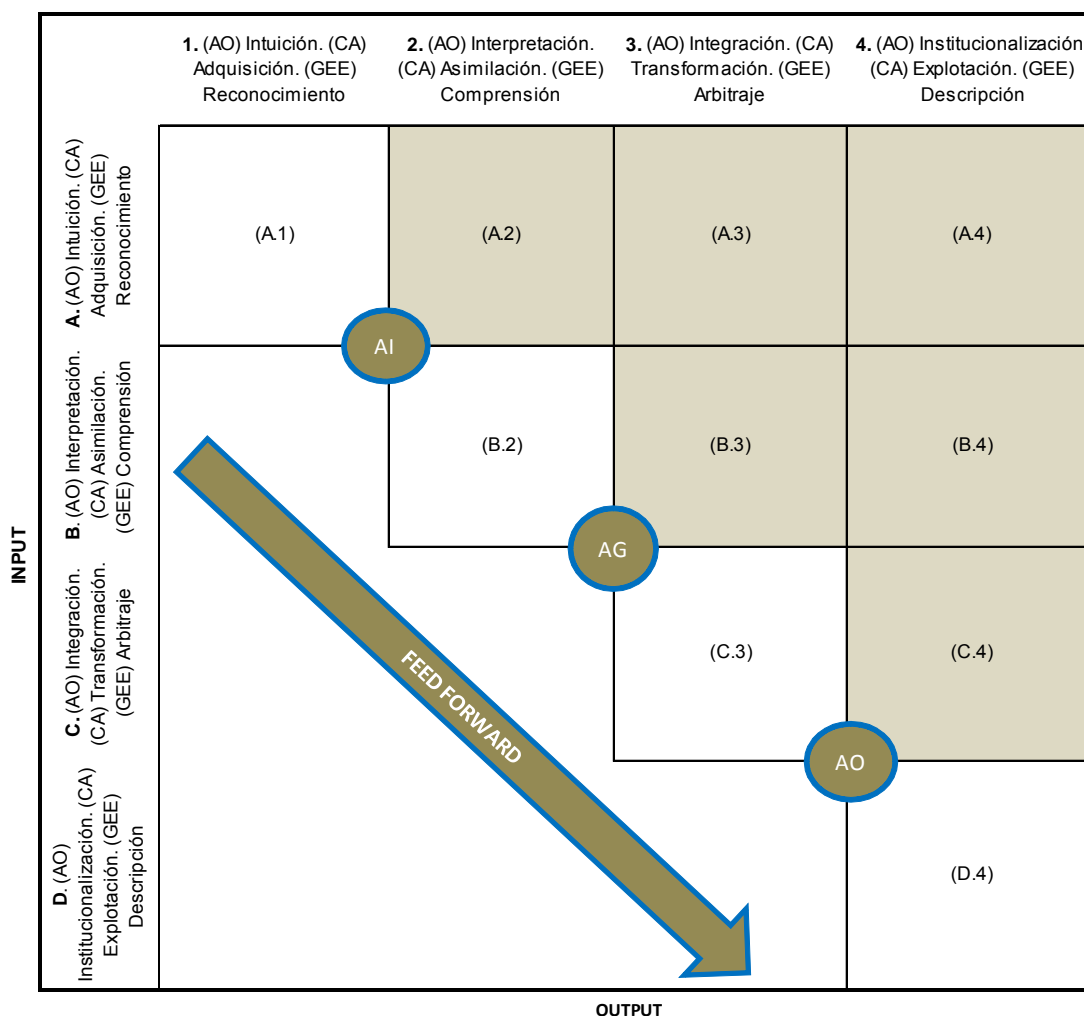 1. (AO) Intuición. (CA)
Adquisición. (GEE)
Reconocimiento
2. (AO) Interpretación.
(CA) Asimilación. (GEE)
Comprensión
3. (AO) Integración. (CA)
Transformación. (GEE)
Arbitraje
4. (AO) Institucionalización
(CA) Explotación. (GEE)
Descripción
INPUT
A. (AO) Intuición. (CA)
Adquisición. (GEE)
Reconocimiento
(A.1)
(A.2)
(A.3)
(A.4)
AI
B. (AO) Interpretación.
(CA) Asimilación.
(GEE) Comprensión
(B.2)
(B.3)
(B.4)
AG
C. (AO) Integración.
(CA) Transformación.
(GEE) Arbitraje
(C.3)
(C.4)
FEED FORWARD
AO
D. (AO)
Institucionalización. (CA)
Explotación. (GEE)
Descripción
(D.4)
OUTPUT